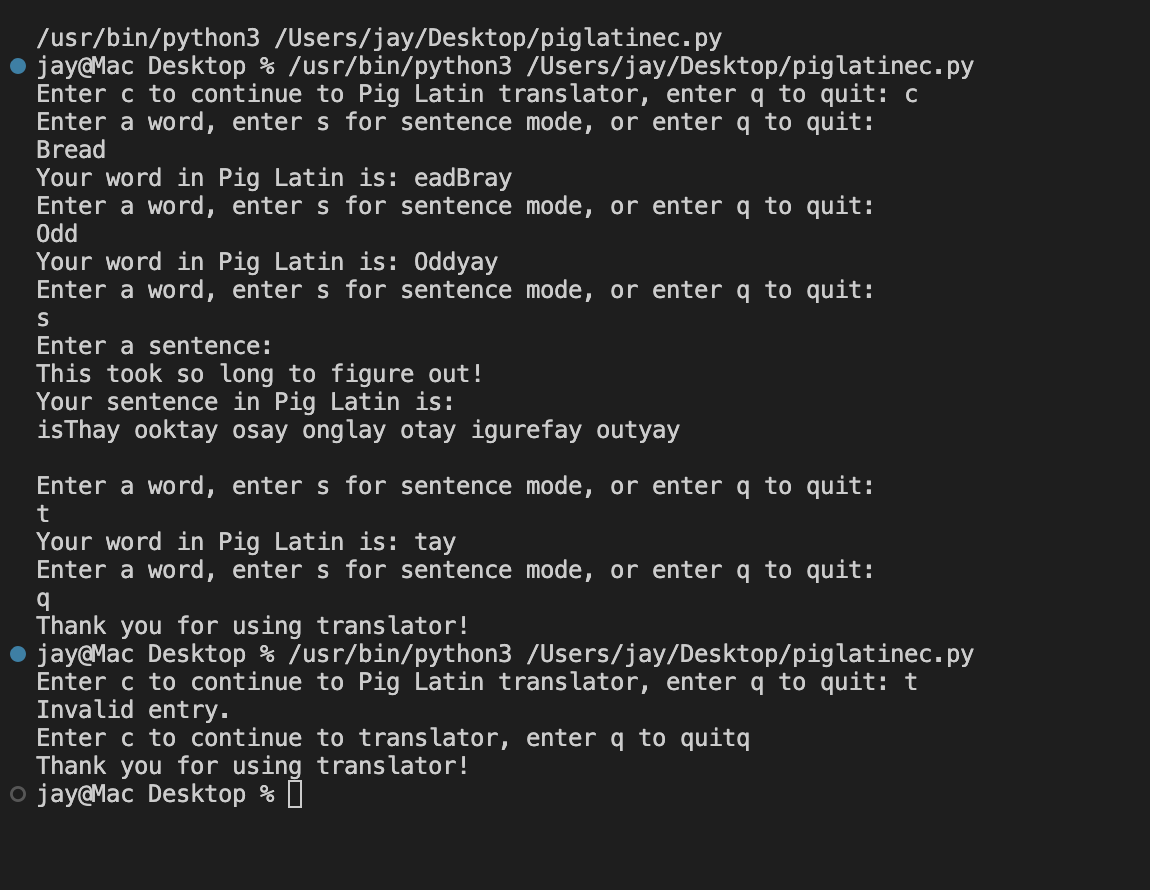 /usr/bin/python3 /Users/jay/Desktop/piglatinec.py
jay@Mac Desktop % /usr/bin/python3 /Users/jay/Desktop/piglatinec.py
Enter c to continue to Pig Latin translator, enter q to quit: c
Enter a word, enter s for sentence mode, or enter q to quit:
Bread
Your word in Pig Latin is: eadBray
Enter a word, enter s for sentence mode, or enter q to quit:
Odd
Your word in Pig Latin is: Oddyay
Enter a word, enter s for sentence mode, or enter q to quit:
s
Enter a sentence:
This took so long to figure out!
Your sentence in Pig Latin is:
isThay ooktay osay onglay otay igurefay outyay
Enter a word, enter s for sentence mode, or enter q to quit:
t
Your word in Pig Latin is: tay
Enter a word, enter s for sentence mode, or enter q to quit:
q
Thank you for using translator!
jay@Mac Desktop % /usr/bin/python3 /Users/jay/Desktop/piglatinec.py
Enter c to continue to Pig Latin translator, enter q to quit: t
Invalid entry.
Enter c to continue to translator, enter q to quitq
Thank you for using translator!
jay@Mac Desktop %